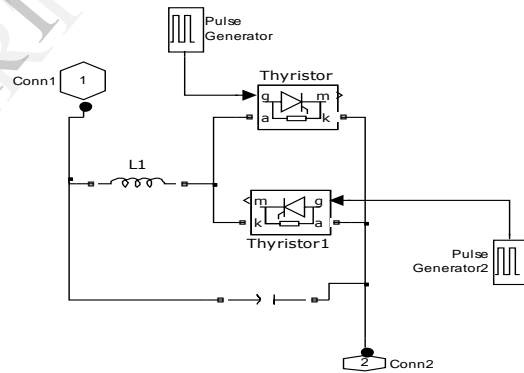 Pulse
Generator
Conn1
1
Thyristor
g
m
a
k
L1
m
g
k
a
Thyristor1
Pulse
Generator2
2
Conn2